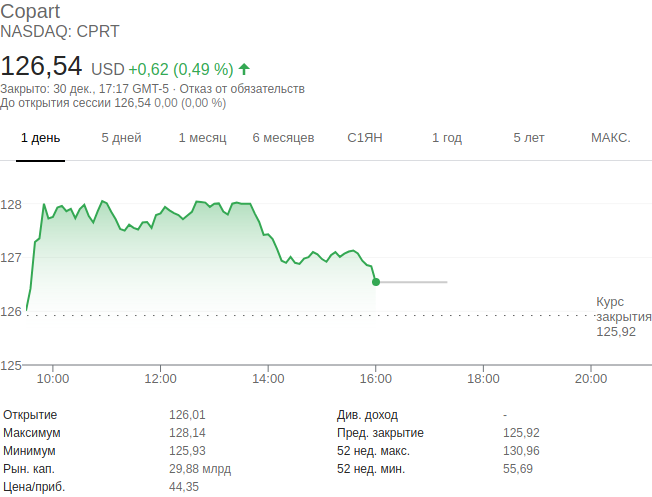 Copart
NASDAQ: CPRT
126,54 USD +0,62 (0,49 %)
Закрыто: 30 дек., 17:17 GMT-5 · Отказ от обязательств
До открытия сессии 126,54 0,00 (0,00 %)
1 день 5 дней 1 месяц 6 месяцев С1ЯН 1 год 5 лет МАКС.
128
127
126
125
Курс
закрытия
125,92
10:00 12:00 14:00 16:00 18:00 20:00
Открытие 126,01 Див. доход -
Максимум 128,14 Пред. закрытие 125,92
Минимум 125,93 52 нед. макс. 130,96
Рын. кап. 29,88 млрд 52 нед. мин. 55,69
Цена/приб. 44,35